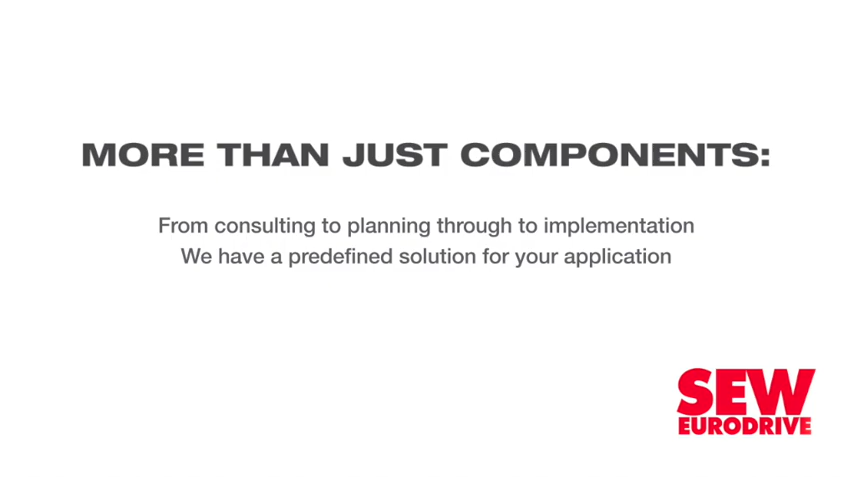 MORE THAN JUST COMPONENTS:
From consulting to planning through to implementation
We have a predefined solution for your application
SEW
EURODRIVE